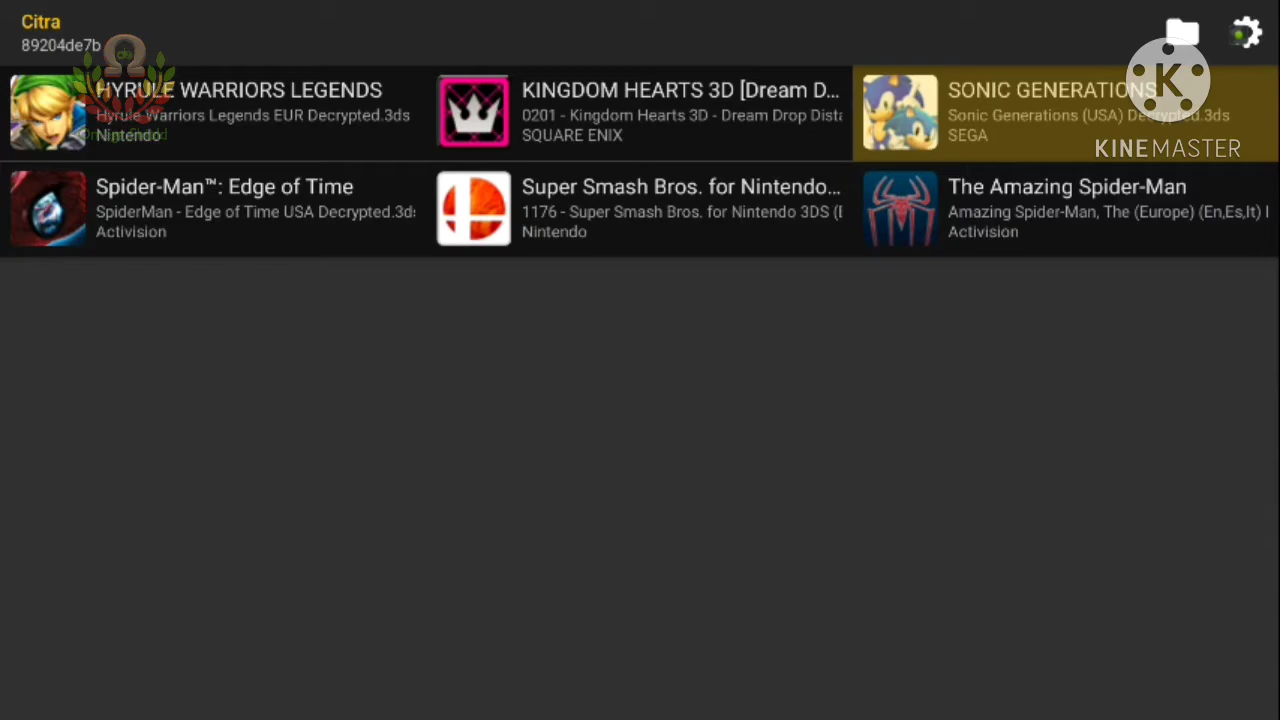 Citra
89204de7b
HYRULE WARRIORS LEGENDS
Hyrule Warriors Legends EUR Decrypted.3ds
Nintendo
KINGDOM HEARTS 3D [Dream D...
0201 - Kingdom Hearts 3D - Dream Drop Dista
SQUARE ENIX
SONIC GENERATIONS
Sonic Generations (USA) Decrypted.3ds
SEGA
K
KINEMASTER
Spider-Man™: Edge of Time
SpiderMan - Edge of Time USA Decrypted.3ds
Activision
Super Smash Bros. for Nintendo...
1176 - Super Smash Bros. for Nintendo 3DS (
Nintendo
The Amazing Spider-Man
Amazing Spider-Man, The (Europe) (En,Es,It)
Activision